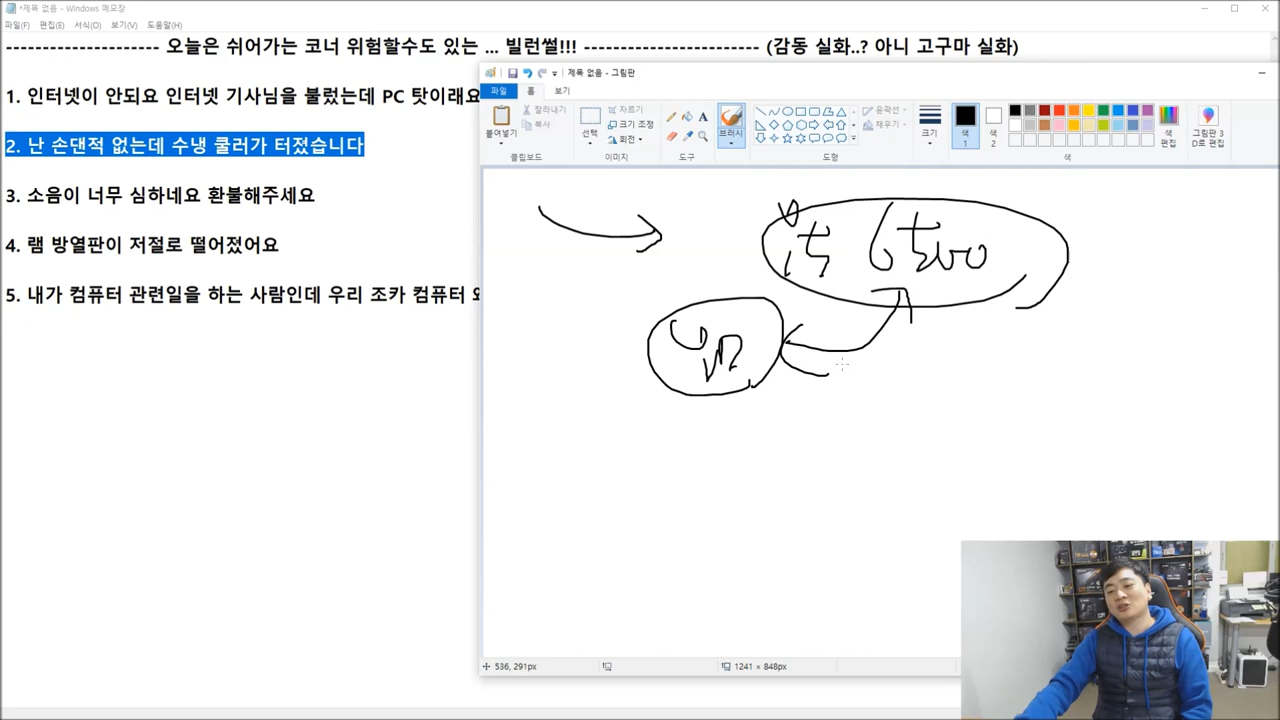 *제목 없음 - Windows 메모장
파일(F) 편집(E) 서식(O) 보기(V) 도움말(H)
--------------------- 오늘은 쉬어가는 코너 위험할수도 있는 ... 빌런썰!!! ------------------------ (감동 실화..? 아니 고구마 실화)
1. 인터넷이 안되요 인터넷 기사님을 불렀는데 PC 탓이래요
2. 난 손댄적 없는데 수냉 쿨러가 터졌습니다
3. 소음이 너무 심하네요 환불해주세요
4. 램 방열판이 저절로 떨어졌어요
5. 내가 컴퓨터 관련일을 하는 사람인데 우리 조카 컴퓨터
제목 없음 - 그림판
파일 홈 보기
붙여넣기
잘라내기
복사
클립보드
선택
자르기
크기 조정
회전
이미지
A
도구
브러시
윤곽선
채우기
도형
크기
색 1
색 2
색 편집
색
그림판 3D로 편집
i5 6500
536, 291px
1241 × 848px